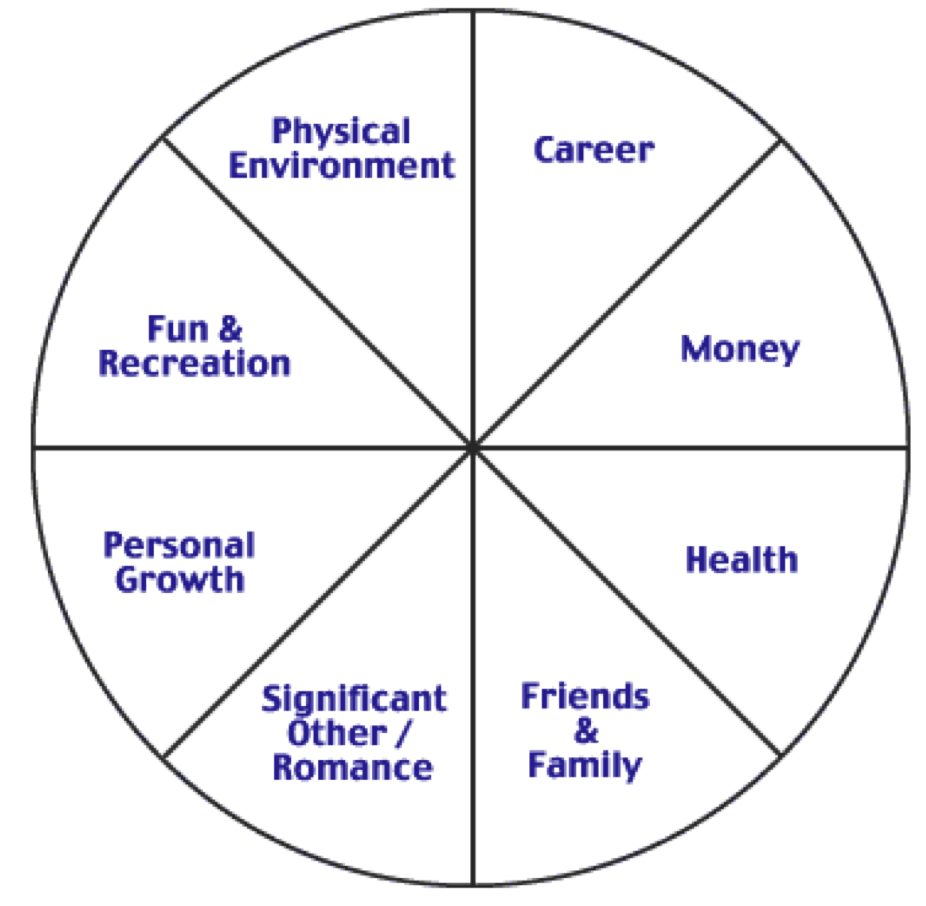 Physical
Environment
Career
Fun &
Recreation
Money
Personal
Growth
Health
Significant
Other /
Romance
Friends
&
Family